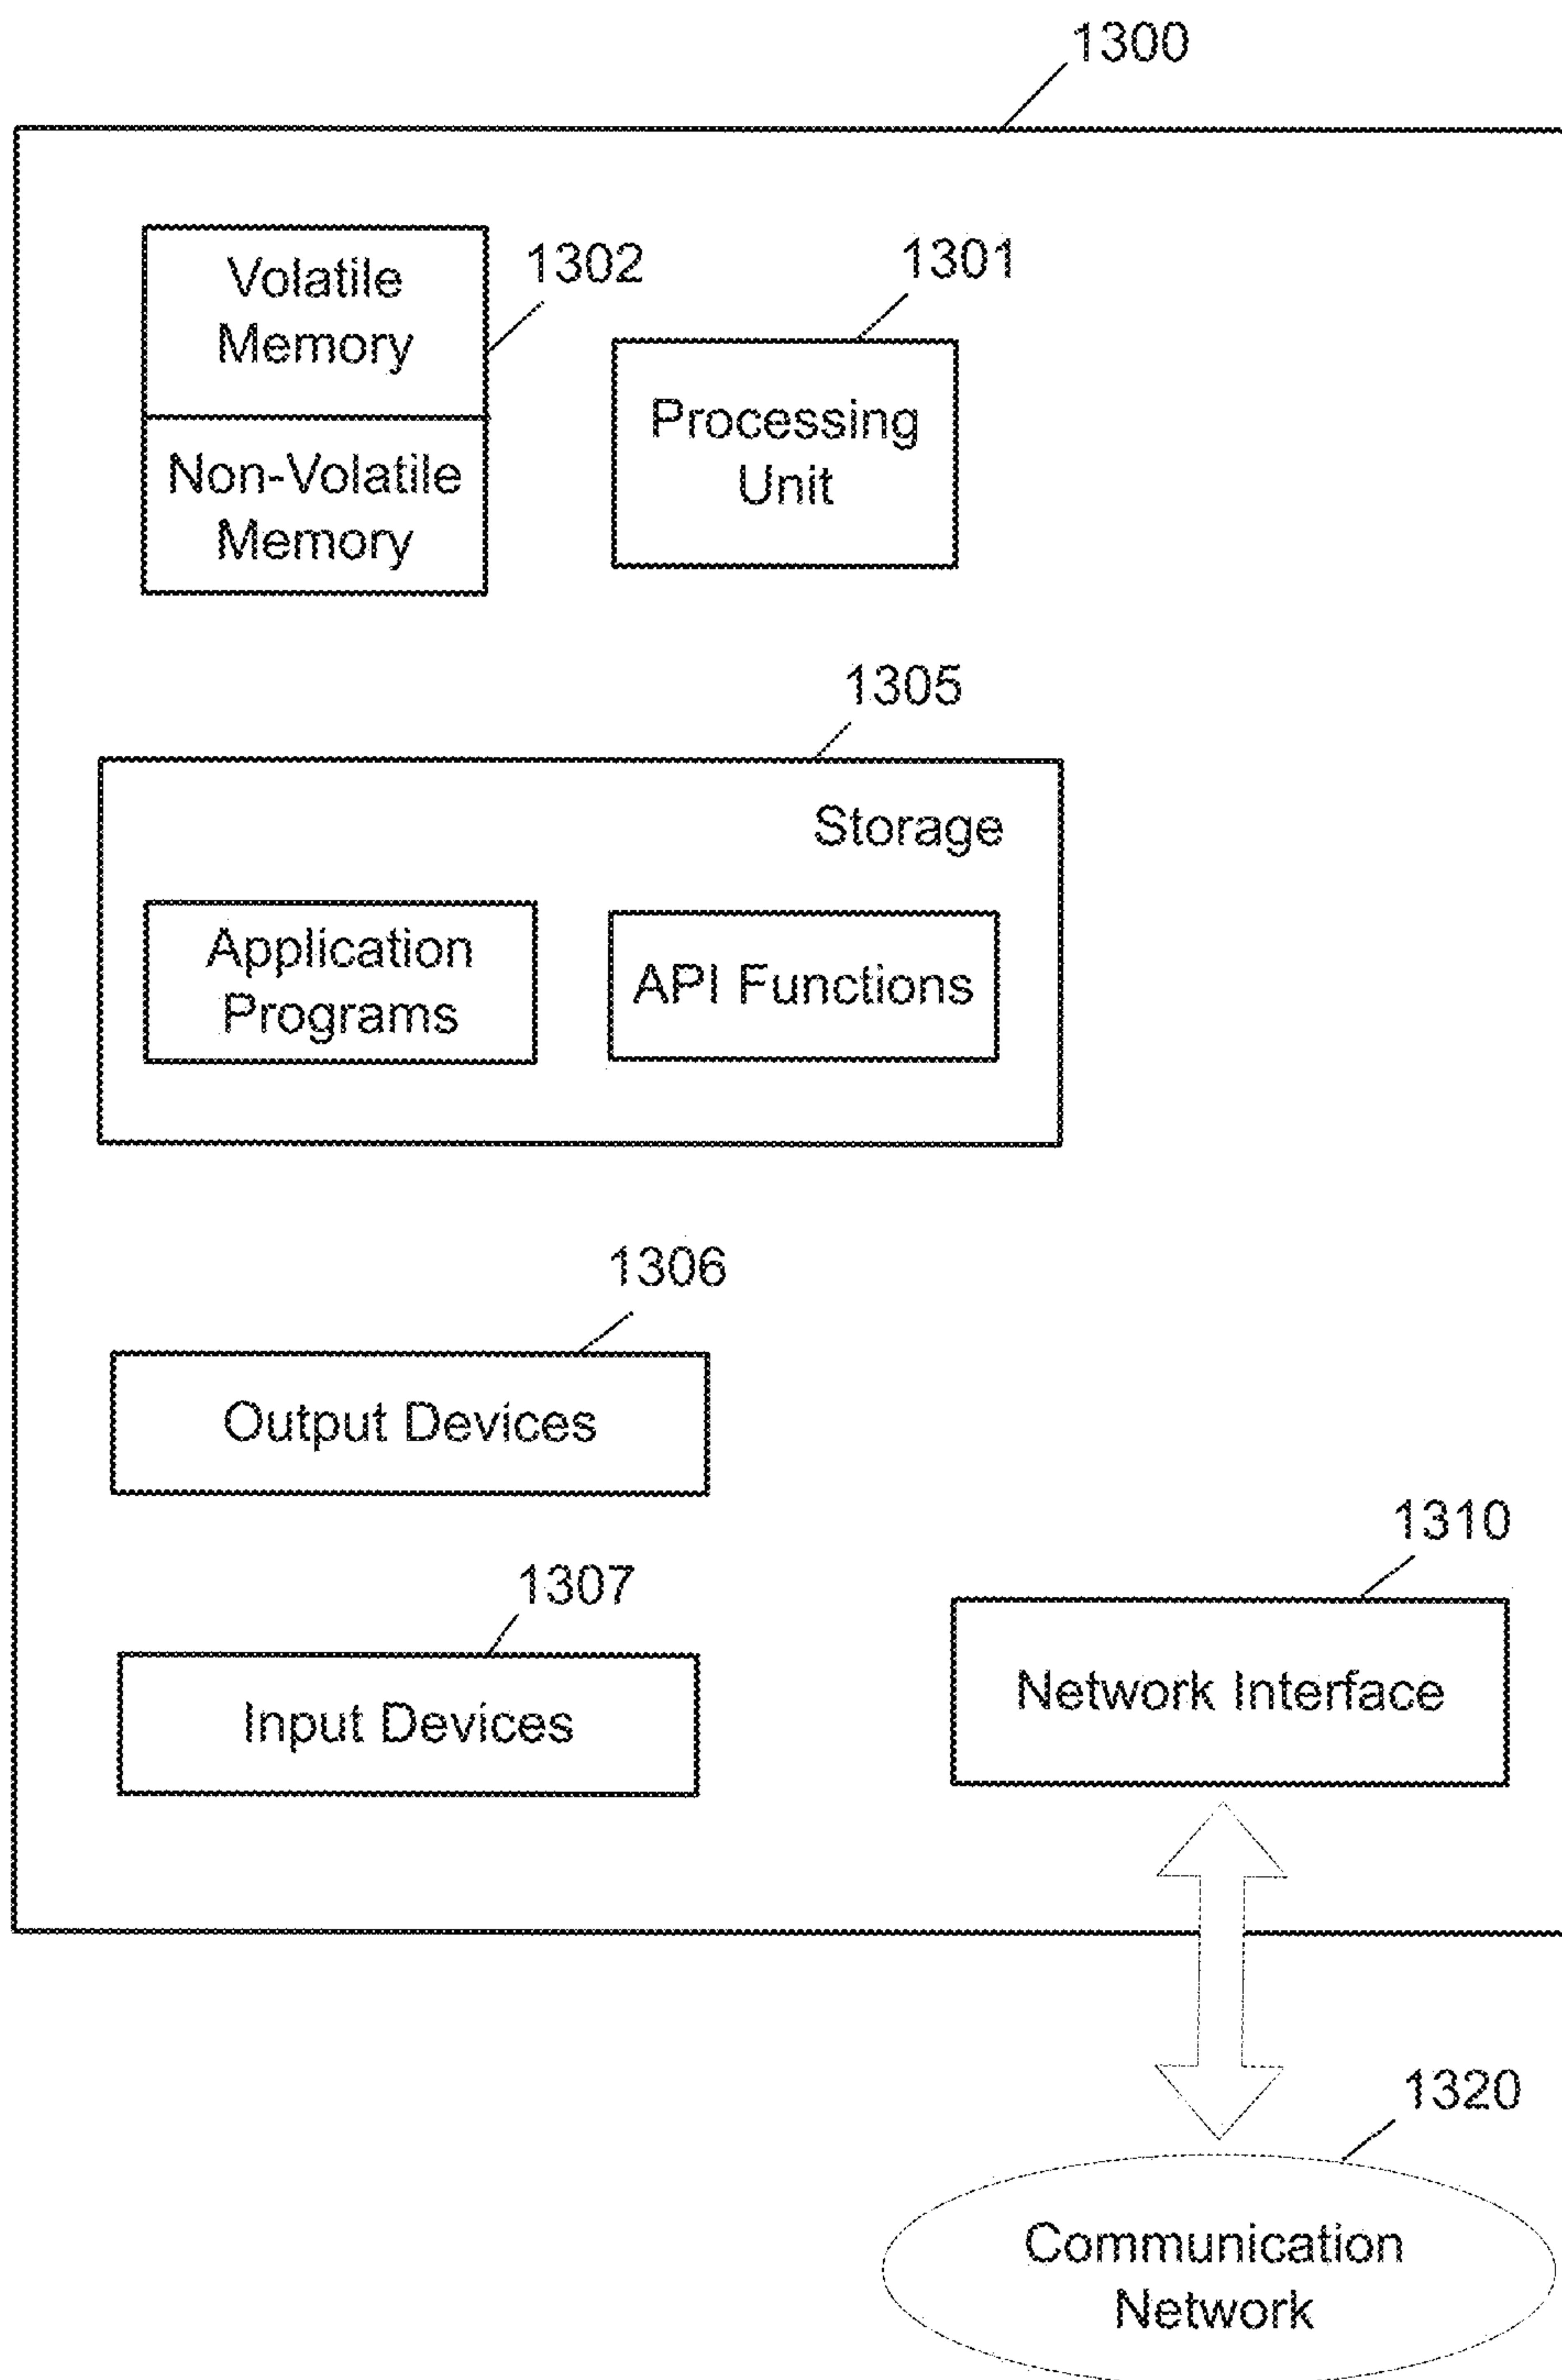 1300
Volatile
Memory
1302
Non-Volatile
Memory
1301
Processing
Unit
1305
Storage
Application
Programs
API Functions
1306
Output Devices
1307
Input Devices
1310
Network Interface
1320
Communication
Network